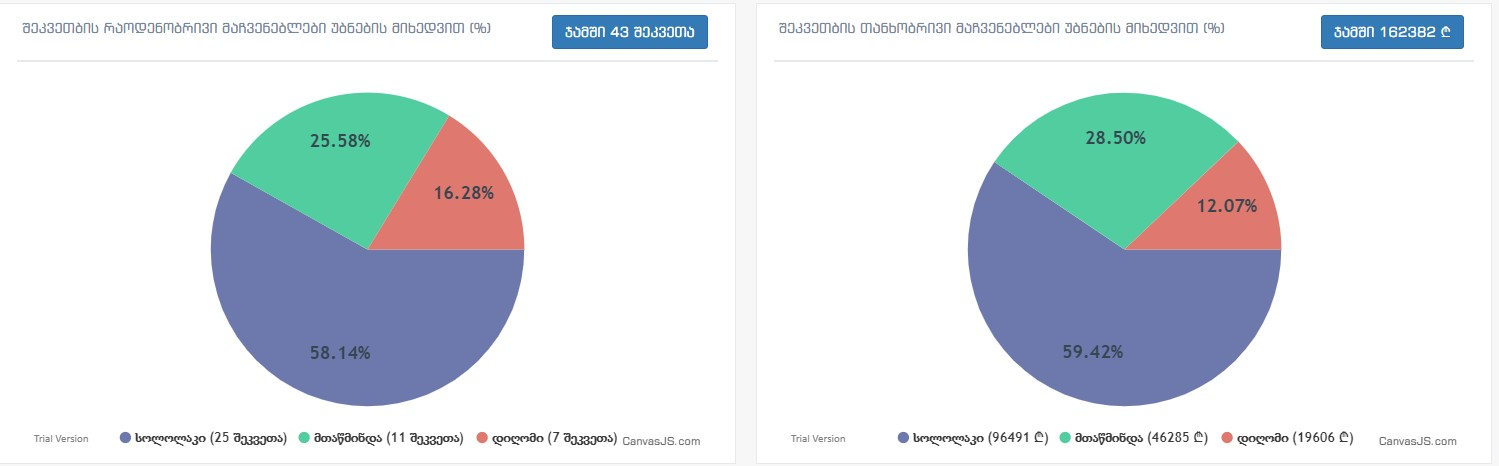 შეკვეთბის რაოდენობრივი მაჩვენებლები უბნების მიხედვით (%)
ჯამში 43 შეკვეთა
25.58%
16.28%
58.14%
Trial Version
სოლოლაკი (25 შეკვეთა) მთაწმინდა (11 შეკვეთა) დიღომი (7 შეკვეთა)
CanvasJS.com
შეკვეთბის თანხობრივი მაჩვენებლები უბნების მიხედვით (%)
ჯამში 162382 ₾
28.50%
12.07%
59.42%
Trial Version
სოლოლაკი (96491 ₾) მთაწმინდა (46285 ₾) დიღომი (19606 ₾)
CanvasJS.com